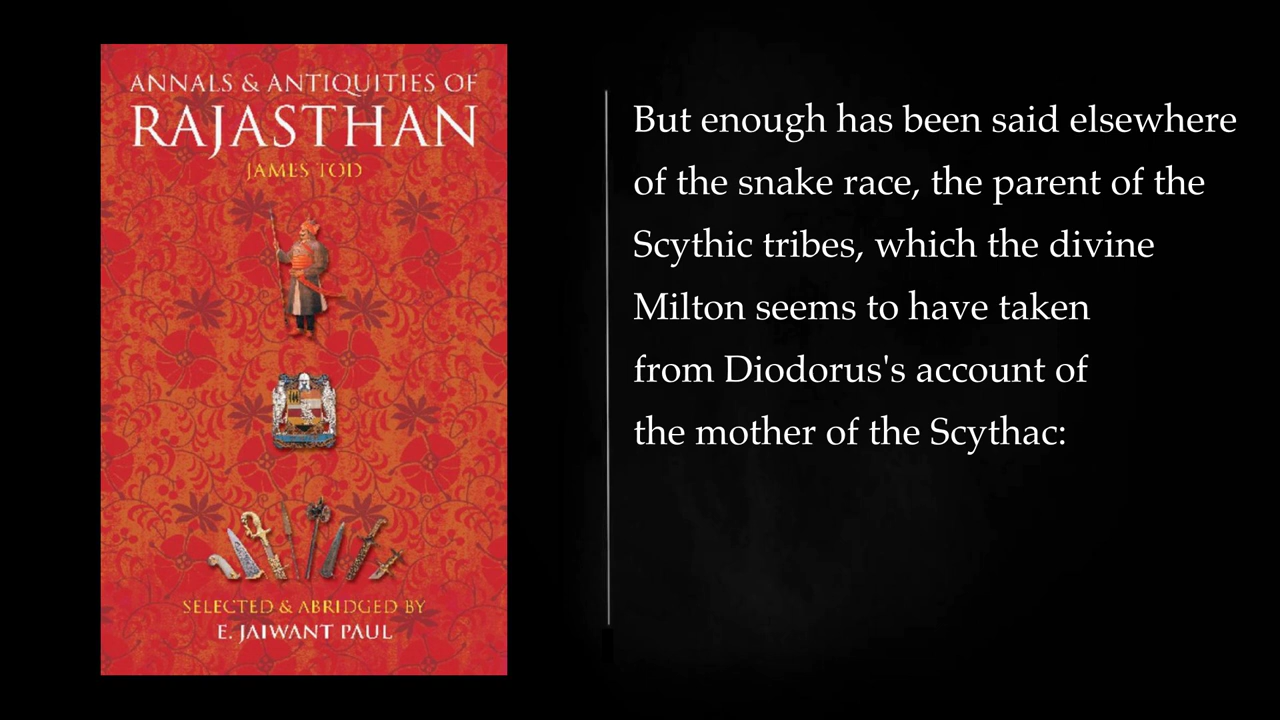 ANNALS & ANTIQUITIES OF
RAJASTHAN
JAMES TOD
SELECTED & ABRIDGED BY
E. JAIWANT PAUL
But enough has been said elsewhere
of the snake race, the parent of the
Scythic tribes, which the divine
Milton seems to have taken
from Diodorus's account of
the mother of the Scythac: